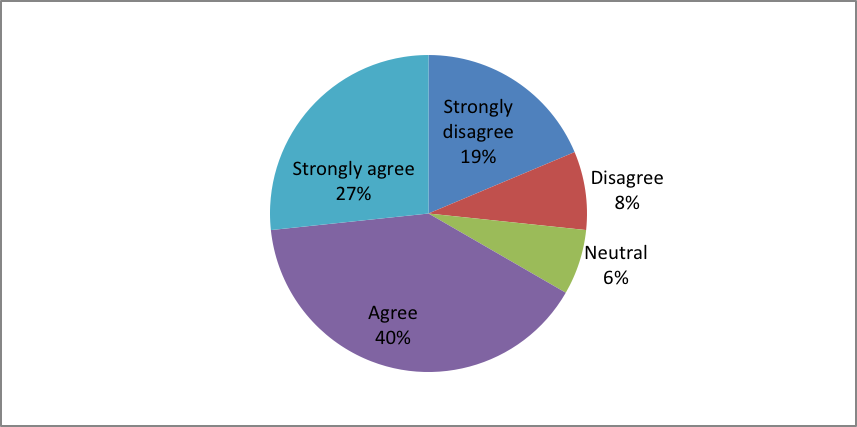 Strongly
disagree
19%
Disagree
8%
Neutral
6%
Agree
40%
Strongly agree
27%